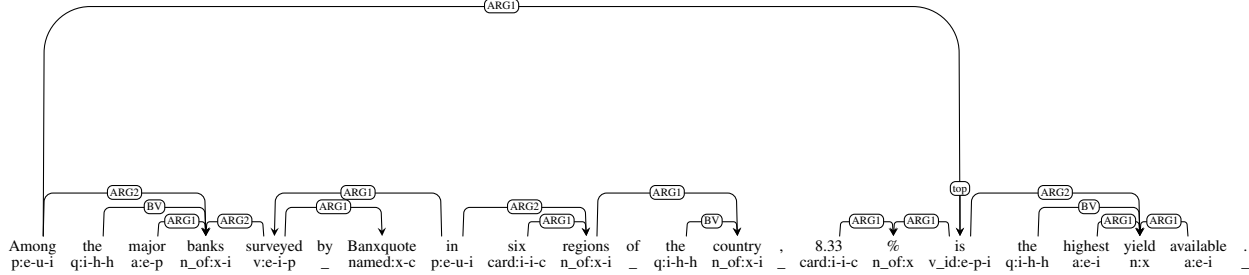 ARG1
top
ARG2 ARG1 ARG1 ARG2
BV ARG1 ARG2 BV
ARG1 ARG2 ARG1 BV ARG1 ARG1 ARG1 ARG1
Among the major banks surveyed by Banxquote in six regions of the country , 8.33 % is the highest yield available .
p:e-u-i q:i-h-h a:e-p n_of:x-i v:e-i-p _ named:x-c p:e-u-i card:i-i-c n_of:x-i _ q:i-h-h n_of:x-i _ card:i-i-c n_of:x v_id:e-p-i q:i-h-h a:e-i n:x a:e-i _